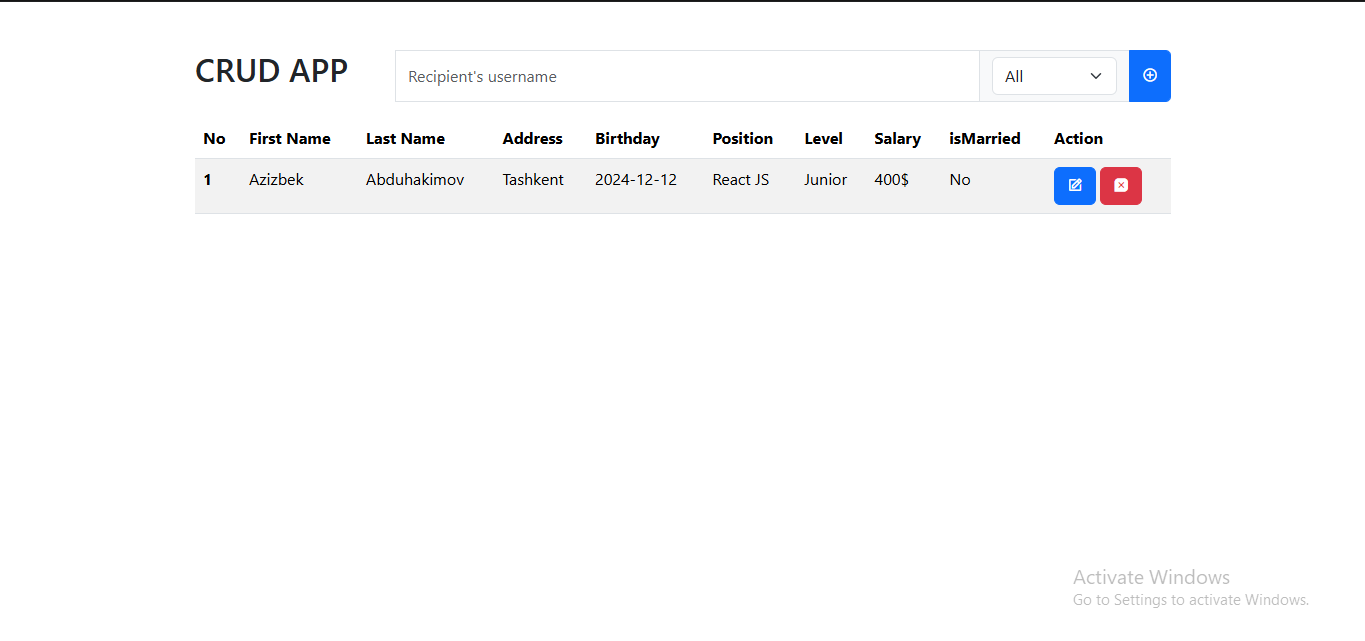 CRUD APP Recipient's username All
No First Name Last Name Address Birthday Position Level Salary isMarried Action
1 Azizbek Abduhakimov Tashkent 2024-12-12 React JS Junior 400$ No
Activate Windows
Go to Settings to activate Windows.